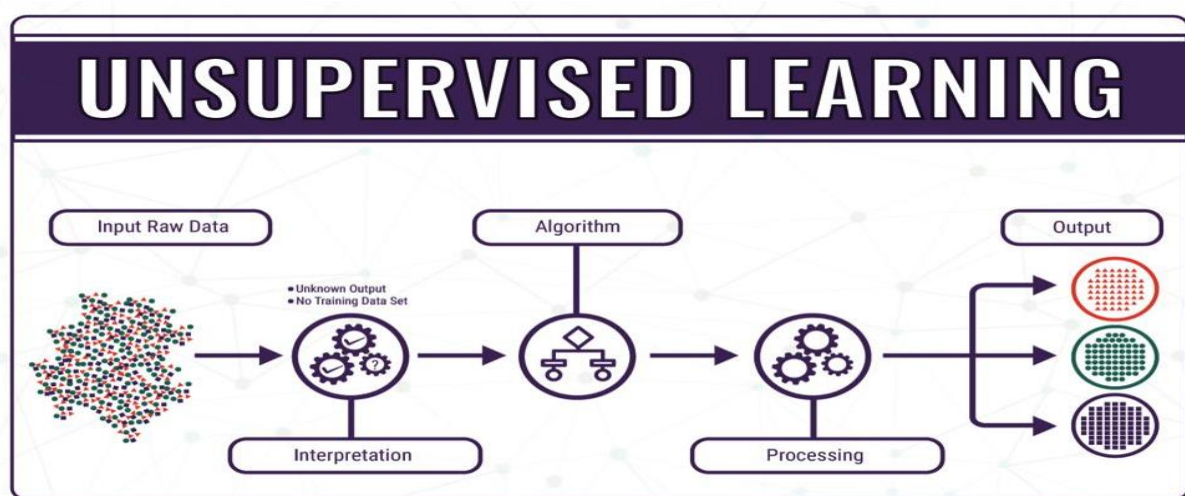 UNSUPERVISED LEARNING
Input Raw Data
Algorithm
Output
• Unknown Output
• No Training Data Set
?
Interpretation
Processing